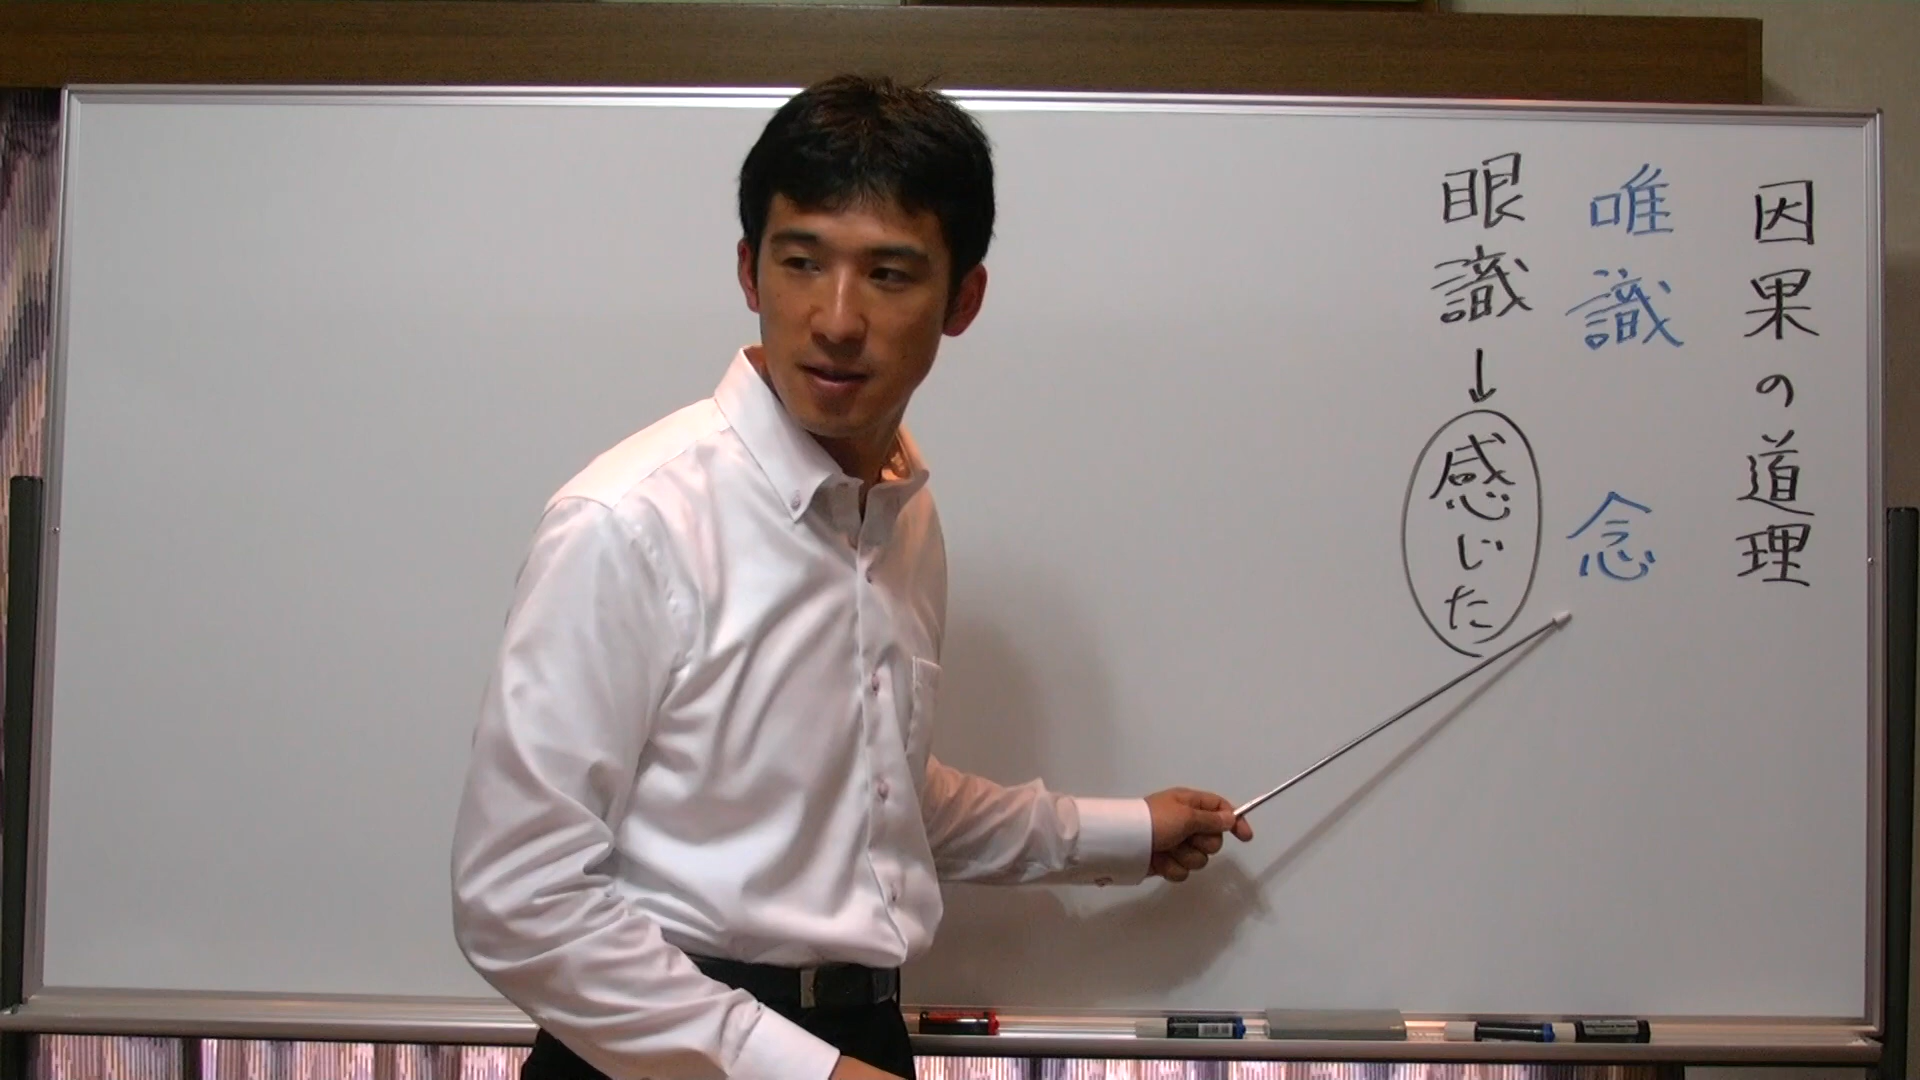 因果の道理
唯識 念
眼識→感じた